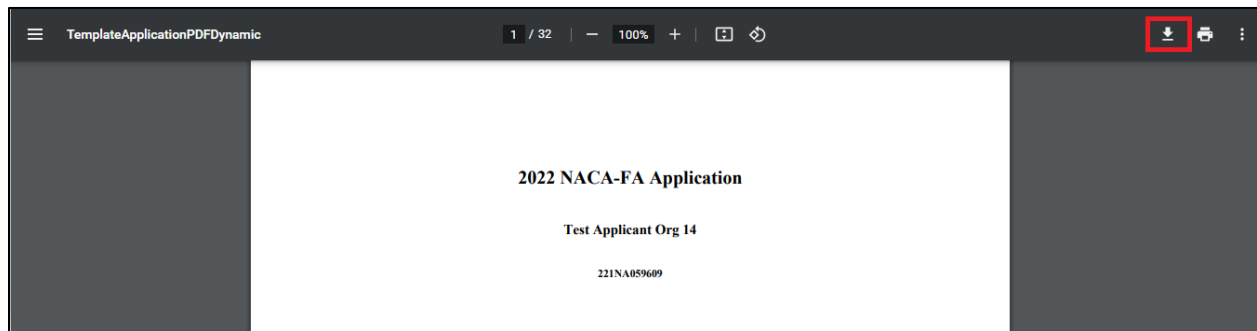 TemplateApplicationPDFDynamic 1 / 32 | − 100% + |
2022 NACA-FA Application
Test Applicant Org 14
221NA059609